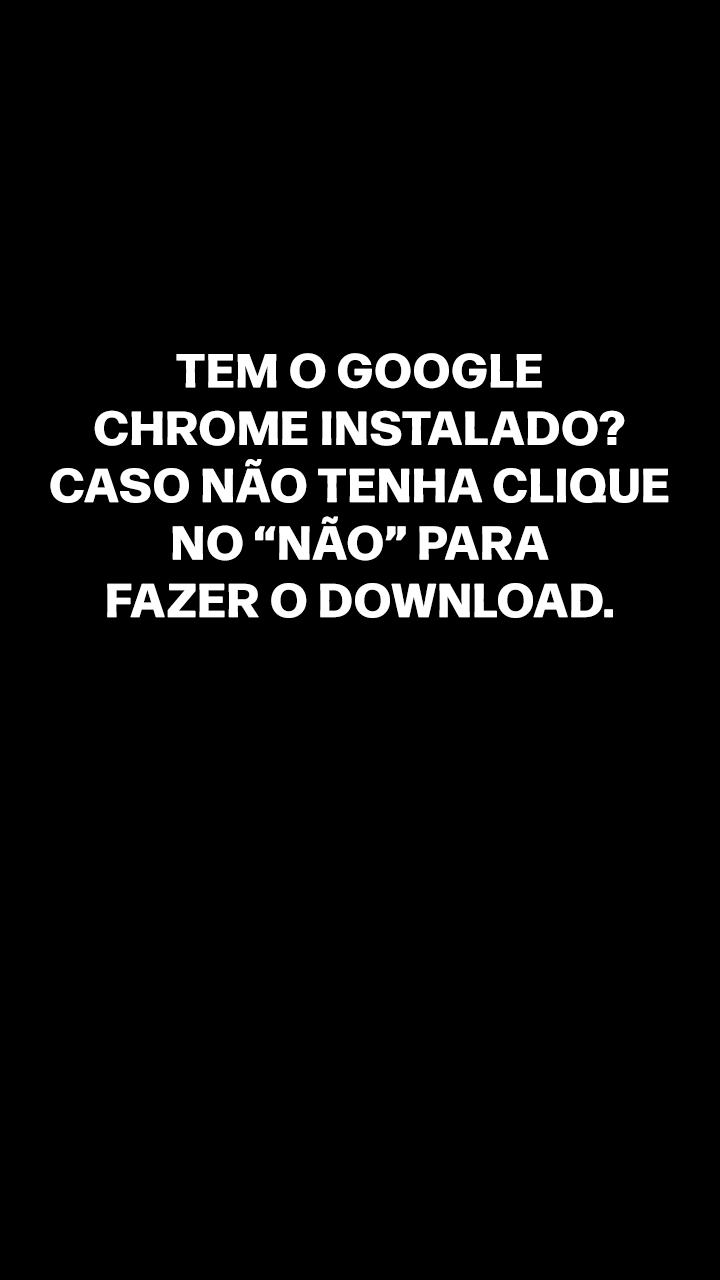 TEM O GOOGLE
CHROME INSTALADO?
CASO NÃO TENHA CLIQUE
NO “NÃO” PARA
FAZER O DOWNLOAD.